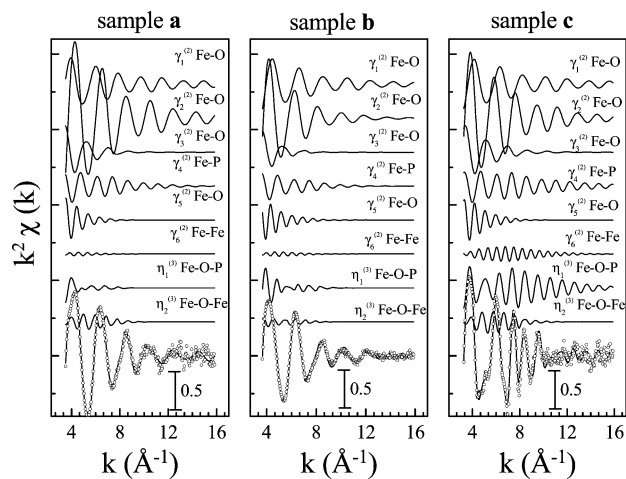 sample a
sample b
sample c
k² χ (k)
γ₁⁽²⁾ Fe-O
γ₂⁽²⁾ Fe-O
γ₃⁽²⁾ Fe-O
γ₄⁽²⁾ Fe-P
γ₅⁽²⁾ Fe-O
γ₆⁽²⁾ Fe-Fe
η₁⁽³⁾ Fe-O-P
η₂⁽³⁾ Fe-O-Fe
0.5
γ₁⁽²⁾ Fe-O
γ₂⁽²⁾ Fe-O
γ₃⁽²⁾ Fe-O
γ₄⁽²⁾ Fe-P
γ₅⁽²⁾ Fe-O
γ₆⁽²⁾ Fe-Fe
η₁⁽³⁾ Fe-O-P
η₂⁽³⁾ Fe-O-Fe
0.5
γ₁⁽²⁾ Fe-O
γ₂⁽²⁾ Fe-O
γ₃⁽²⁾ Fe-O
γ₄⁽²⁾ Fe-P
γ₅⁽²⁾ Fe-O
γ₆⁽²⁾ Fe-Fe
η₁⁽³⁾ Fe-O-P
η₂⁽³⁾ Fe-O-Fe
0.5
4 8 12 16
4 8 12 16
4 8 12 16
k (Å⁻¹)
k (Å⁻¹)
k (Å⁻¹)